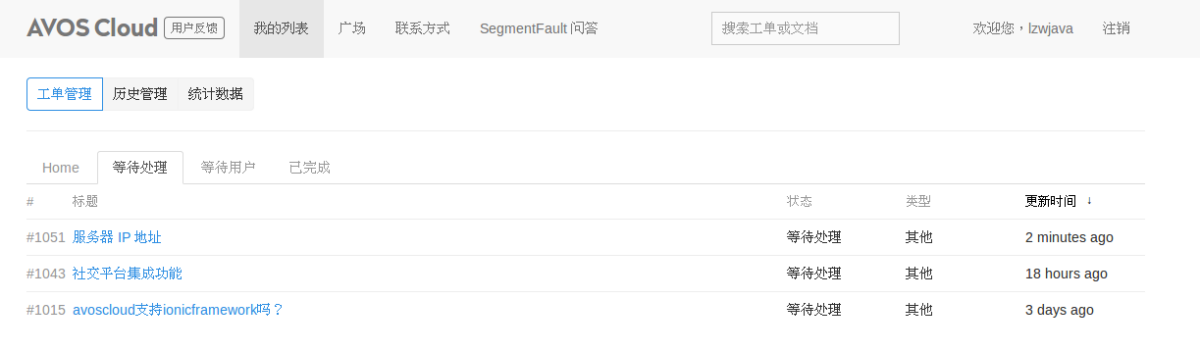 AVOS Cloud 用户反馈 我的列表 广场 联系方式 SegmentFault 问答 搜索工单或文档 欢迎您，lzwjava 注销
工单管理 历史管理 统计数据
Home 等待处理 等待用户 已完成
# 标题 状态 类型 更新时间 ↓
#1051 服务器 IP 地址 等待处理 其他 2 minutes ago
#1043 社交平台集成功能 等待处理 其他 18 hours ago
#1015 avoscloud支持ionicframework吗？ 等待处理 其他 3 days ago